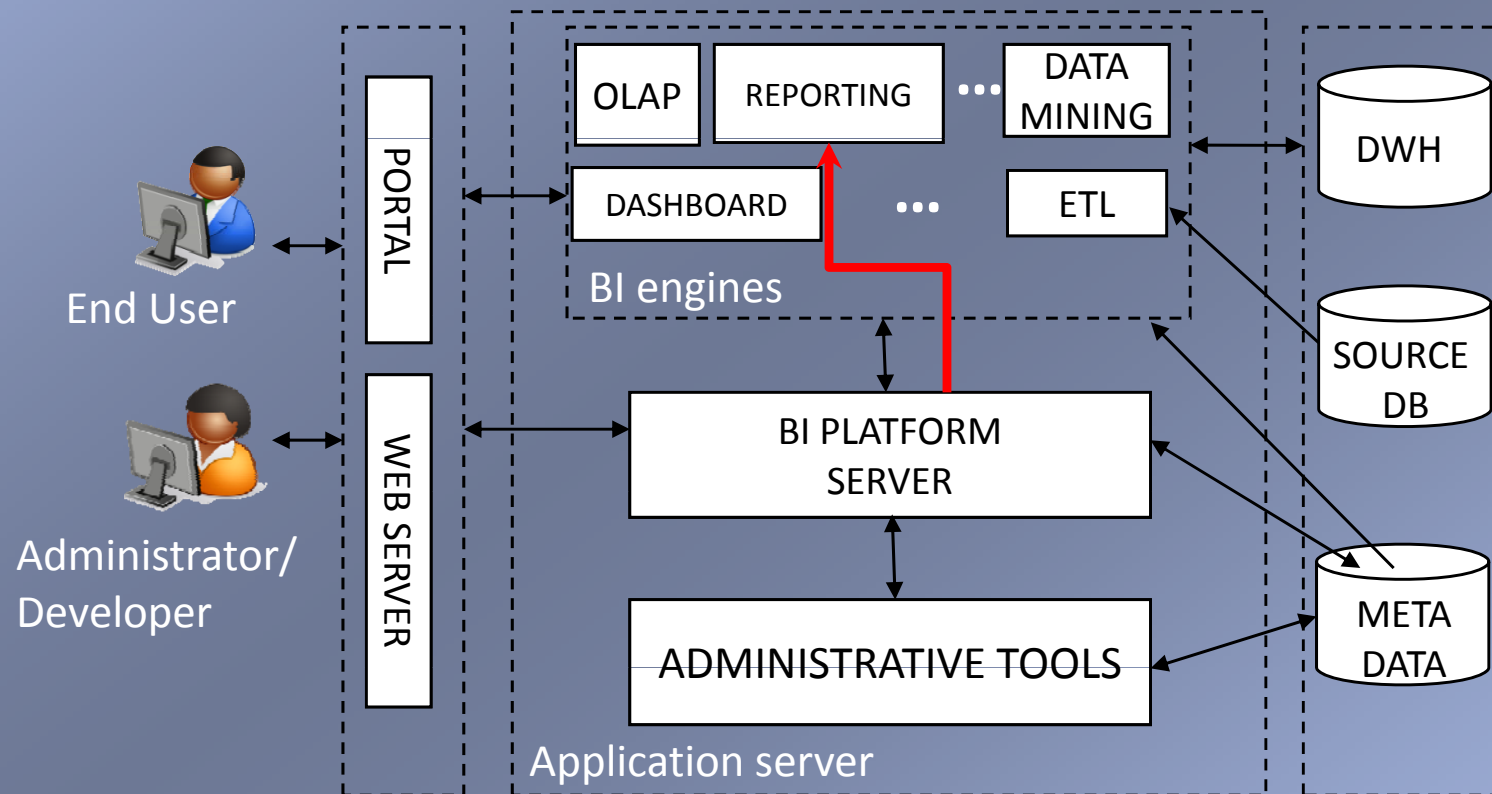 OLAP
REPORTING
...
DATA
MINING
DASHBOARD
...
ETL
BI engines
PORTAL
WEB SERVER
End User
Administrator/
Developer
BI PLATFORM
SERVER
ADMINISTRATIVE TOOLS
Application server
DWH
SOURCE
DB
META
DATA